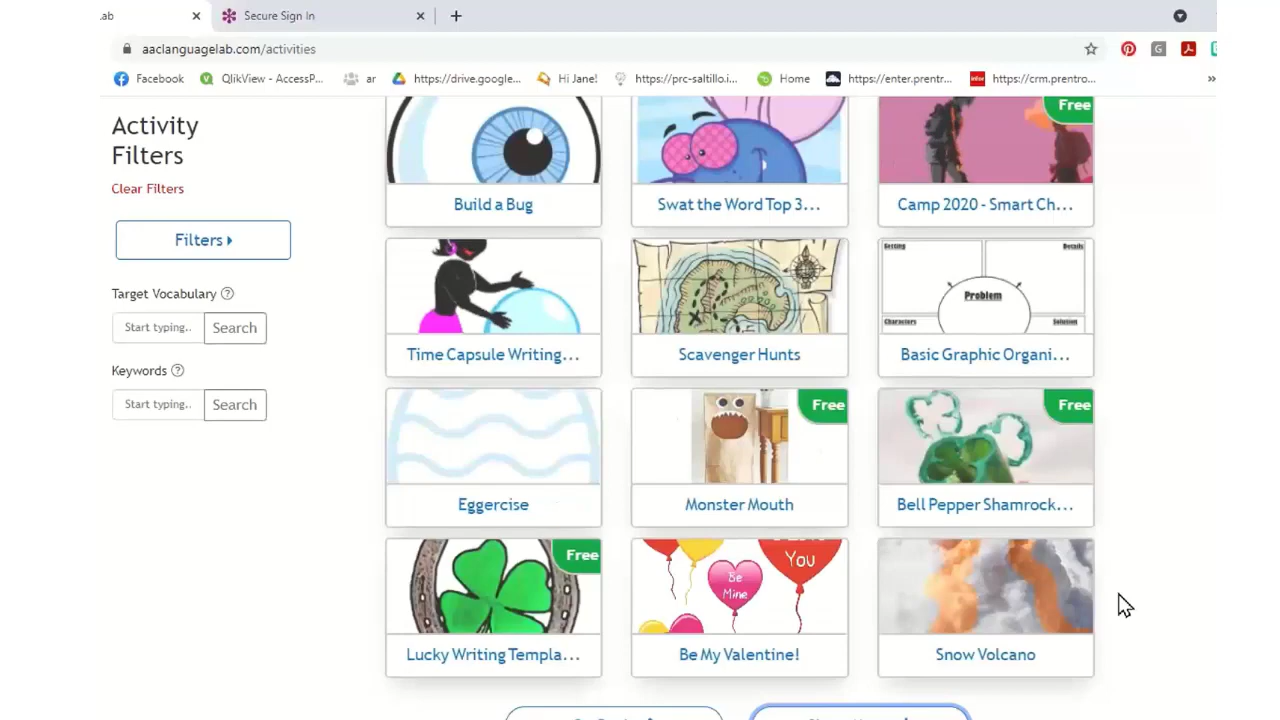 .ab
Secure Sign In
aaclanguagelab.com/activities
Facebook
QlikView - AccessP...
ar
https://drive.google...
Hi Jane!
https://prc-saltillo.i...
Home
https://enter.prentr...
https://crm.prentro...
»
Activity
Filters
Clear Filters
Filters
Target Vocabulary ?
Start typing.. Search
Keywords ?
Start typing.. Search
Free
Build a Bug
Swat the Word Top 3...
Camp 2020 - Smart Ch...
Setting
Details
Problem
Characters
Solution
Time Capsule Writing...
Scavenger Hunts
Basic Graphic Organi...
Free
Free
Eggercise
Monster Mouth
Bell Pepper Shamrock...
Free
You
Be
Mine
Lucky Writing Templa...
Be My Valentine!
Snow Volcano